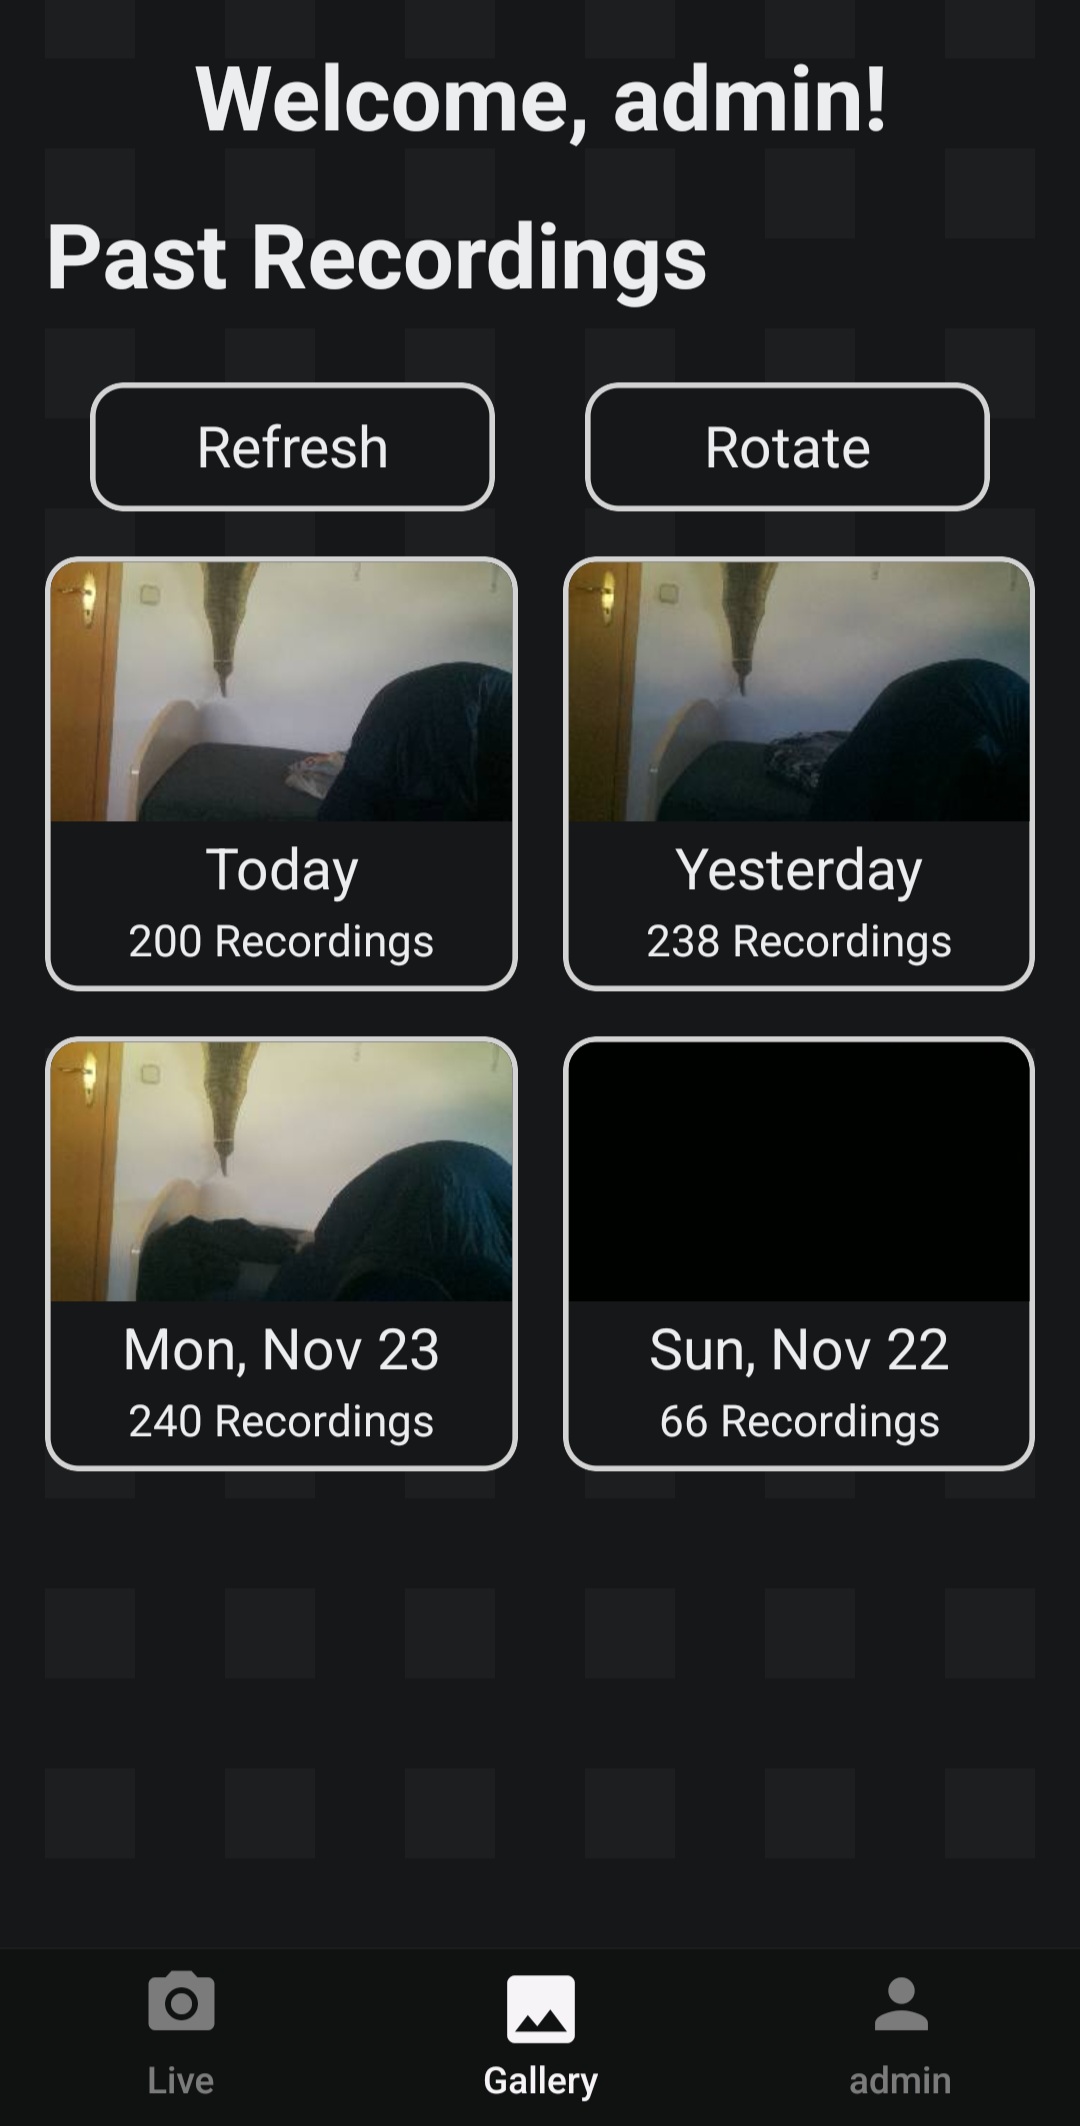 Welcome, admin!
Past Recordings
Refresh
Rotate
Today
200 Recordings
Yesterday
238 Recordings
Mon, Nov 23
240 Recordings
Sun, Nov 22
66 Recordings
Live
Gallery
admin